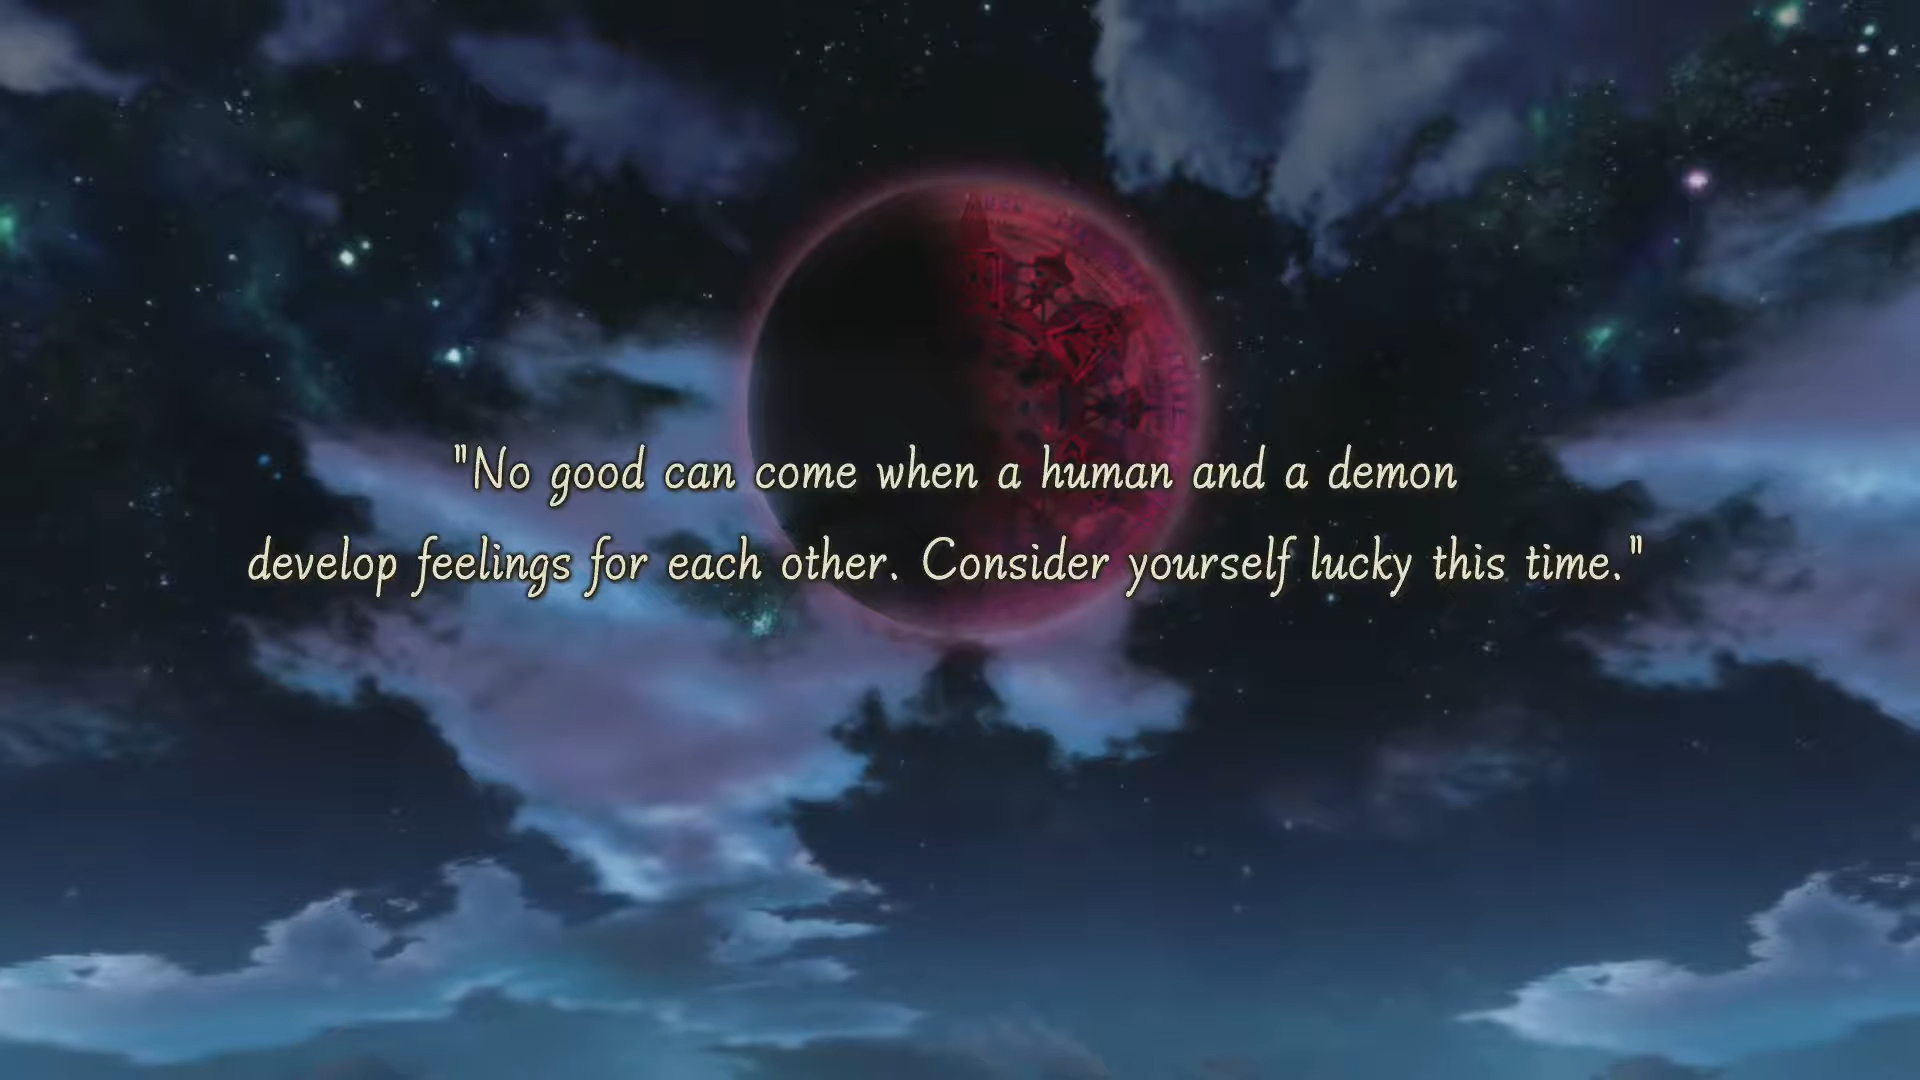 "No good can come when a human and a demon
develop feelings for each other. Consider yourself lucky this time."